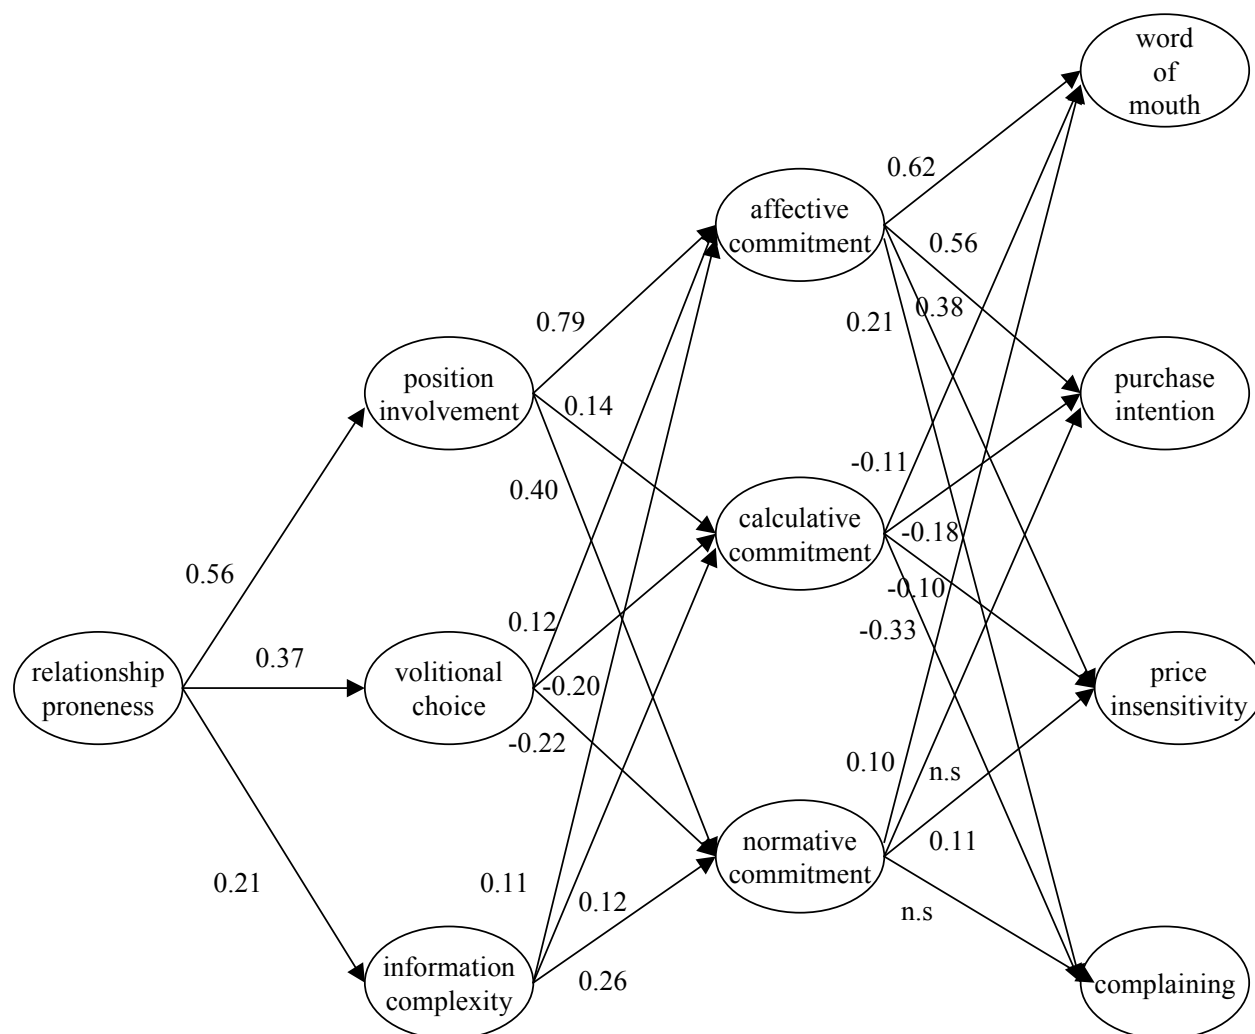 word
of
mouth
0.62
affective
commitment
0.56
0.38
0.21
0.79
position
involvement
purchase
intention
0.14
-0.11
0.40
calculative
commitment
-0.18
0.56
-0.10
0.12
-0.33
0.37
relationship
proneness
volitional
choice
-0.20
price
insensitivity
-0.22
0.10
n.s
normative
commitment
0.11
0.21
0.11
0.12
n.s
information
complexity
0.26
complaining